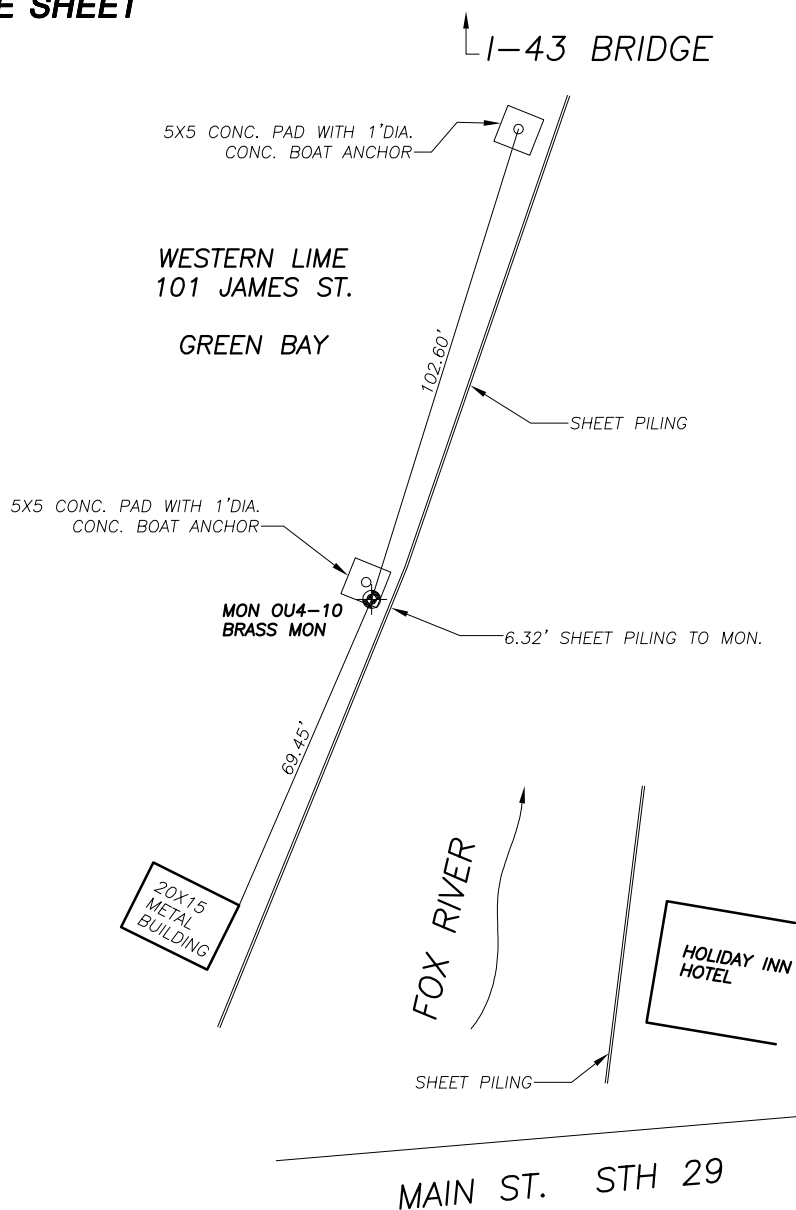 SHEET
I-43 BRIDGE
5X5 CONC. PAD WITH 1'DIA.
CONC. BOAT ANCHOR
WESTERN LIME
101 JAMES ST.
GREEN BAY
102.60'
SHEET PILING
5X5 CONC. PAD WITH 1'DIA.
CONC. BOAT ANCHOR
MON OU4-10
BRASS MON
6.32' SHEET PILING TO MON.
69.45'
20X15
METAL
BUILDING
FOX RIVER
HOLIDAY INN
HOTEL
SHEET PILING
MAIN ST. STH 29